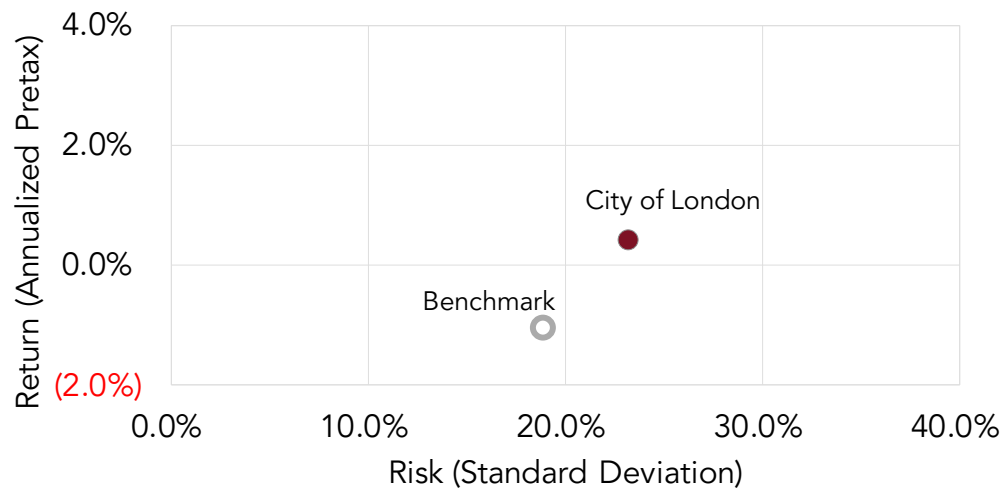 Return (Annualized Pretax)
4.0%
2.0%
0.0%
(2.0%)
City of London
Benchmark
0.0%
10.0%
20.0%
30.0%
40.0%
Risk (Standard Deviation)